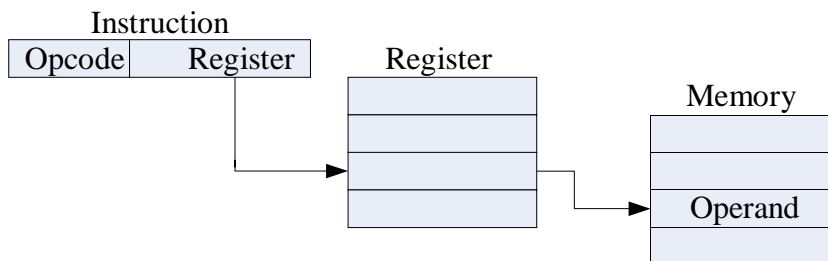 Instruction
Opcode Register
Register
Memory
Operand